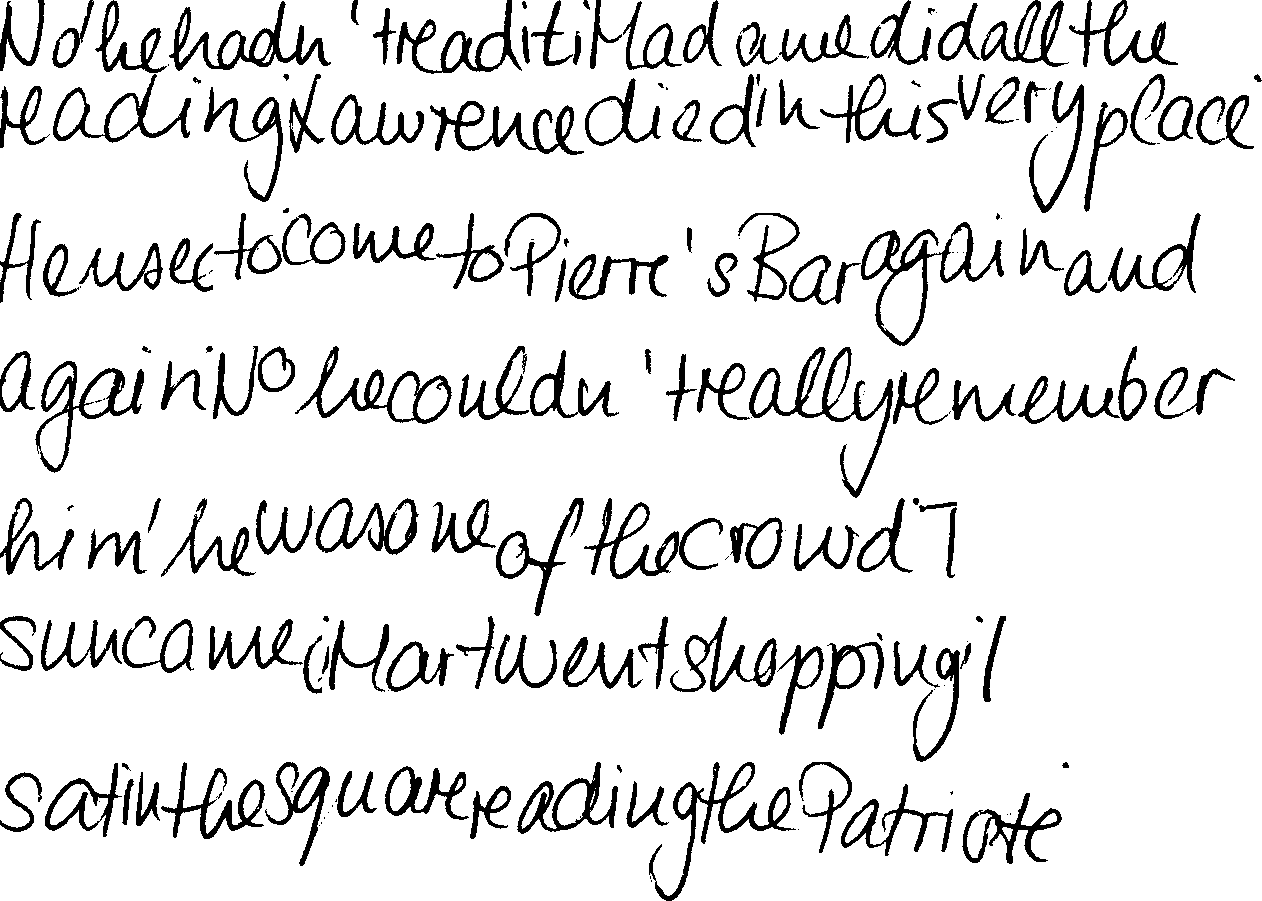 No he hadn't read it; Madame did all the
reading. Lawrence died in this very place.
He used to come to Pierre's Bar again and
again. No he couldn't really remember
him; he was one of the crowd. T
sun came; Mart went shopping; I
sat in the square reading the Patriote.